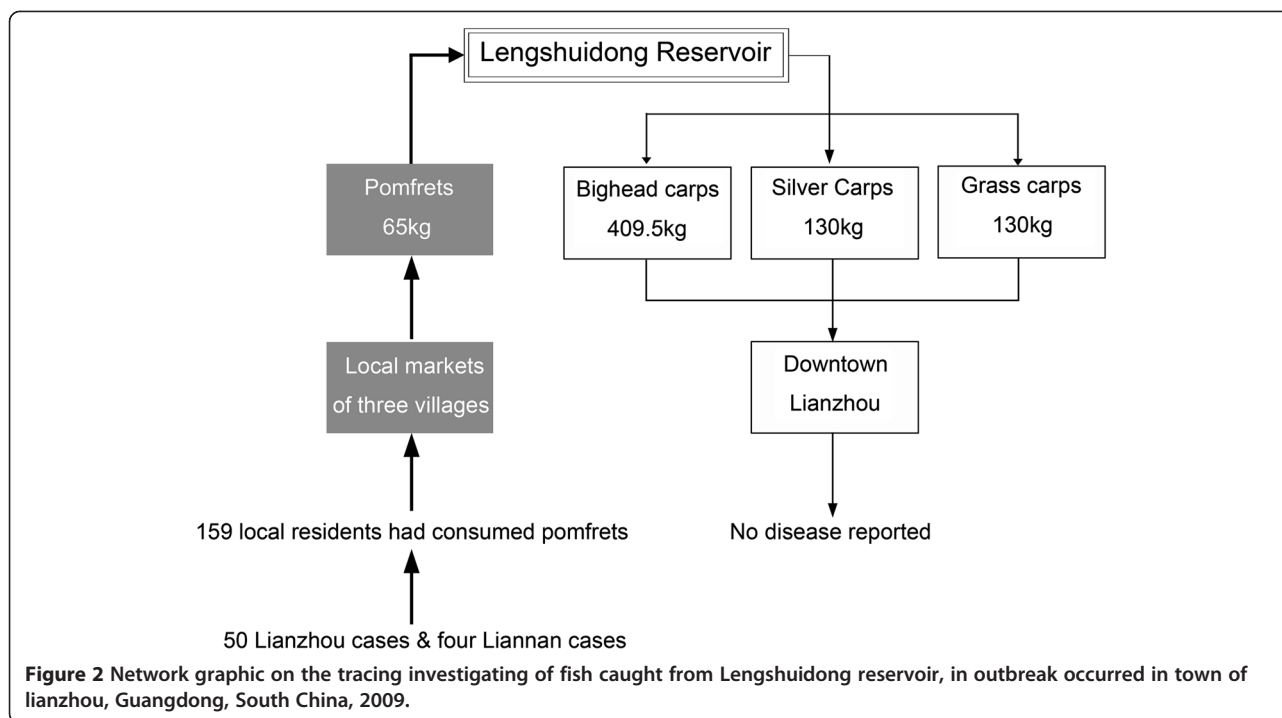 Lengshuidong Reservoir
Pomfrets
65kg
Bighead carps
409.5kg
Silver Carps
130kg
Grass carps
130kg
Local markets
of three villages
Downtown
Lianzhou
159 local residents had consumed pomfrets
No disease reported
50 Lianzhou cases & four Liannan cases
Figure 2 Network graphic on the tracing investigating of fish caught from Lengshuidong reservoir, in outbreak occurred in town of
lianzhou, Guangdong, South China, 2009.